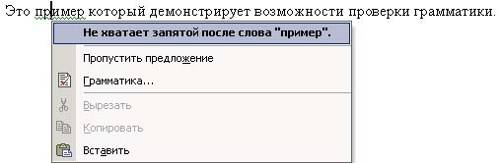 Это пример который демонстрирует возможности проверки грамматики.
Не хватает запятой после слова "пример".
Пропустить предложение
Грамматика...
Вырезать
Копировать
Вставить